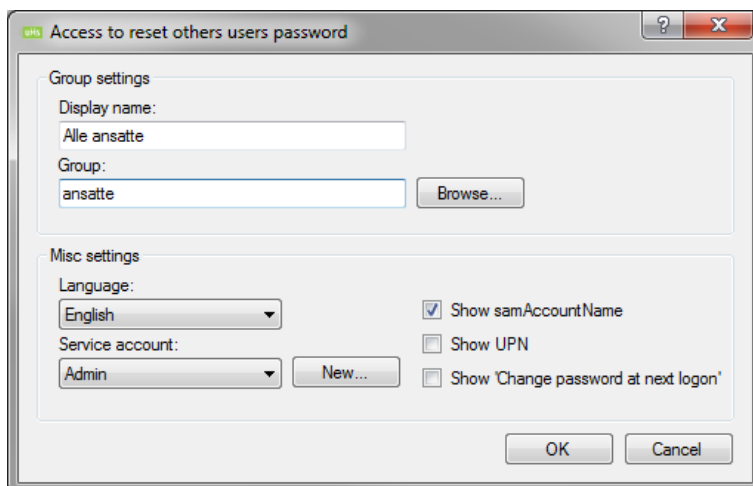 uHs Access to reset others users password
Group settings
Display name:
Alle ansatte
Group:
ansatte
Browse...
Misc settings
Language:
English
Show samAccountName
Show UPN
Service account:
Admin
New...
Show 'Change password at next logon'
OK
Cancel